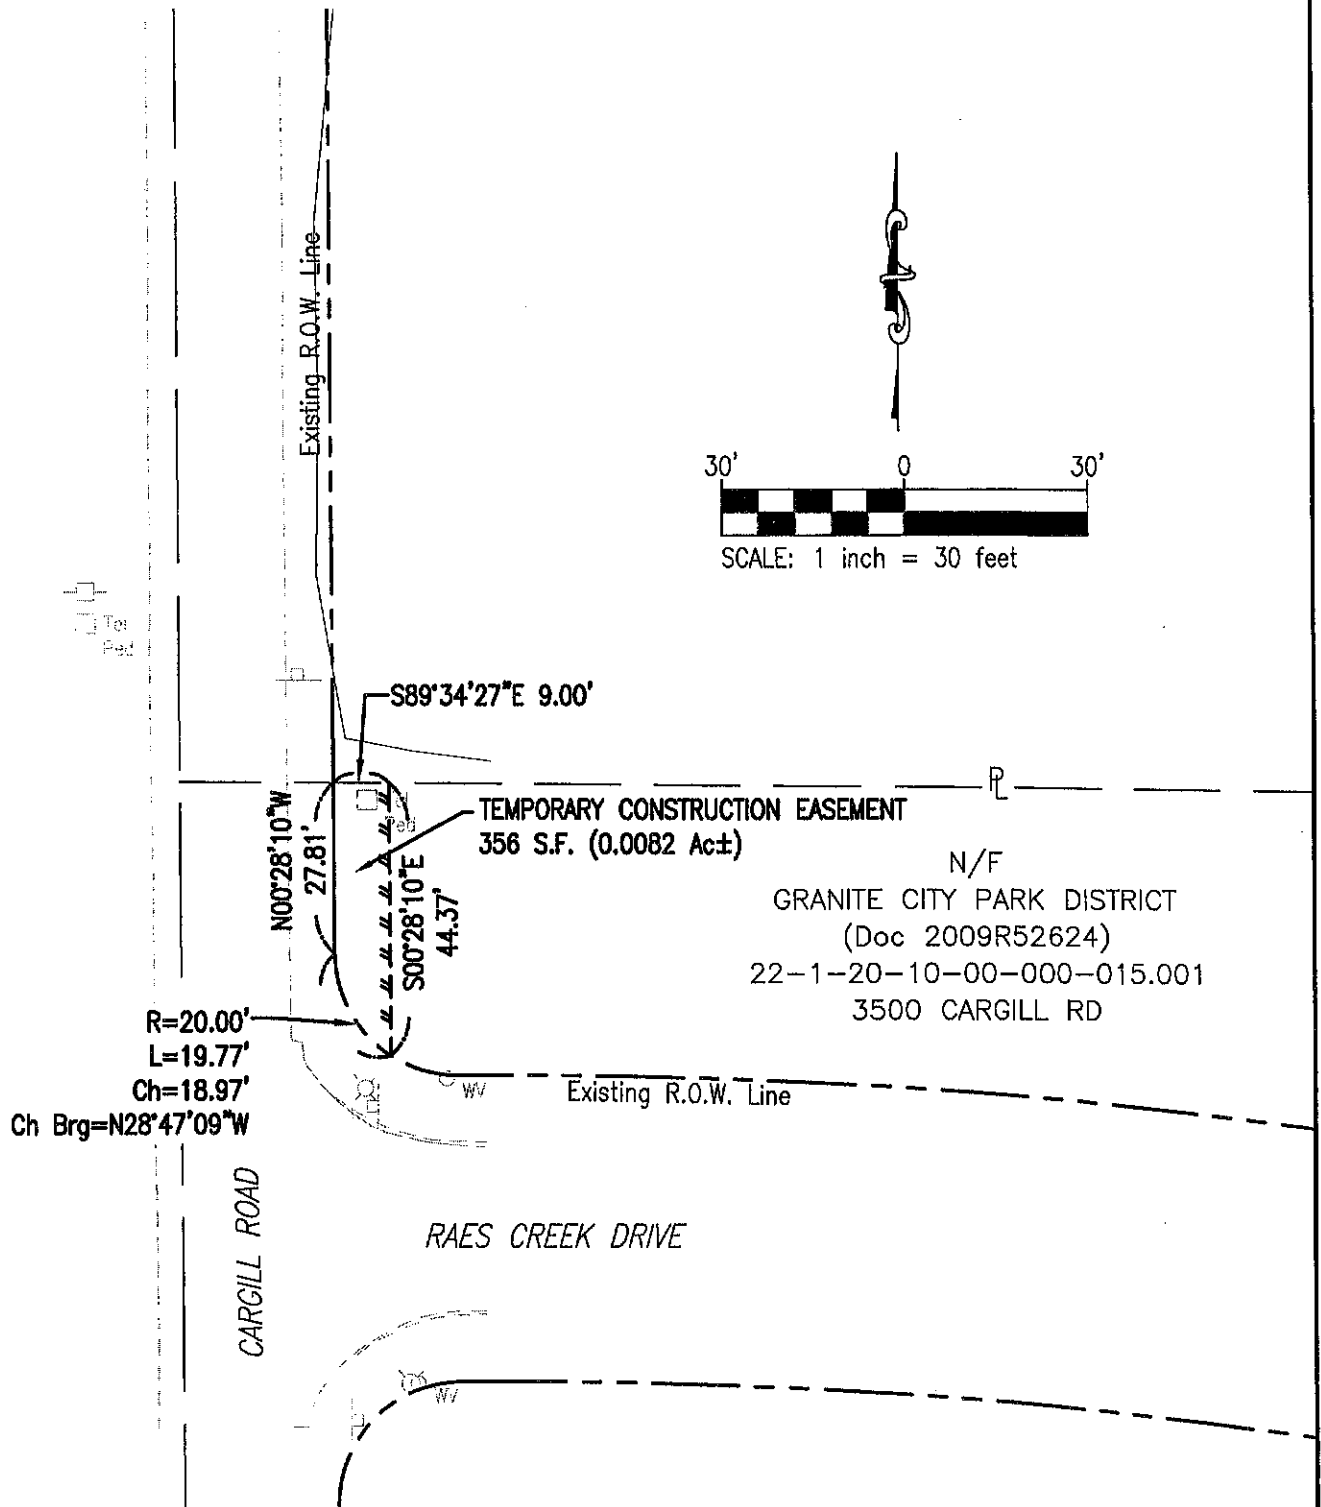 Existing R.O.W. Line
30' 0 30'
SCALE: 1 inch = 30 feet
Tel
Ped
S89°34'27"E 9.00'
PL
Tel
Ped
TEMPORARY CONSTRUCTION EASEMENT
356 S.F. (0.0082 Ac±)
N00°28'10"W
27.81'
S00°28'10"E
44.37'
N/F
GRANITE CITY PARK DISTRICT
(Doc 2009R52624)
22-1-20-10-00-000-015.001
3500 CARGILL RD
R=20.00'
L=19.77'
Ch=18.97'
Ch Brg=N28°47'09"W
WV
Existing R.O.W. Line
CARGILL ROAD
RAES CREEK DRIVE
WV